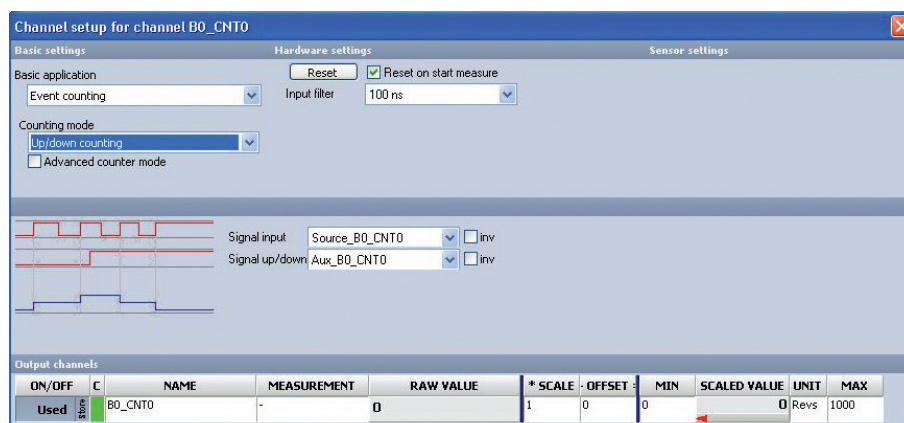 Channel setup for channel B0_CNT0
Basic settings Hardware settings Sensor settings
Basic application
Event counting
Counting mode
Up/down counting
Advanced counter mode
Reset Reset on start measure
Input filter 100 ns
Signal input Source_B0_CNT0 inv
Signal up/down Aux_B0_CNT0 inv
Output channels
ON/OFF C NAME MEASUREMENT RAW VALUE * SCALE - OFFSET = MIN SCALED VALUE UNIT MAX
Used store B0_CNT0 - 0 1 0 0 0 Revs 1000